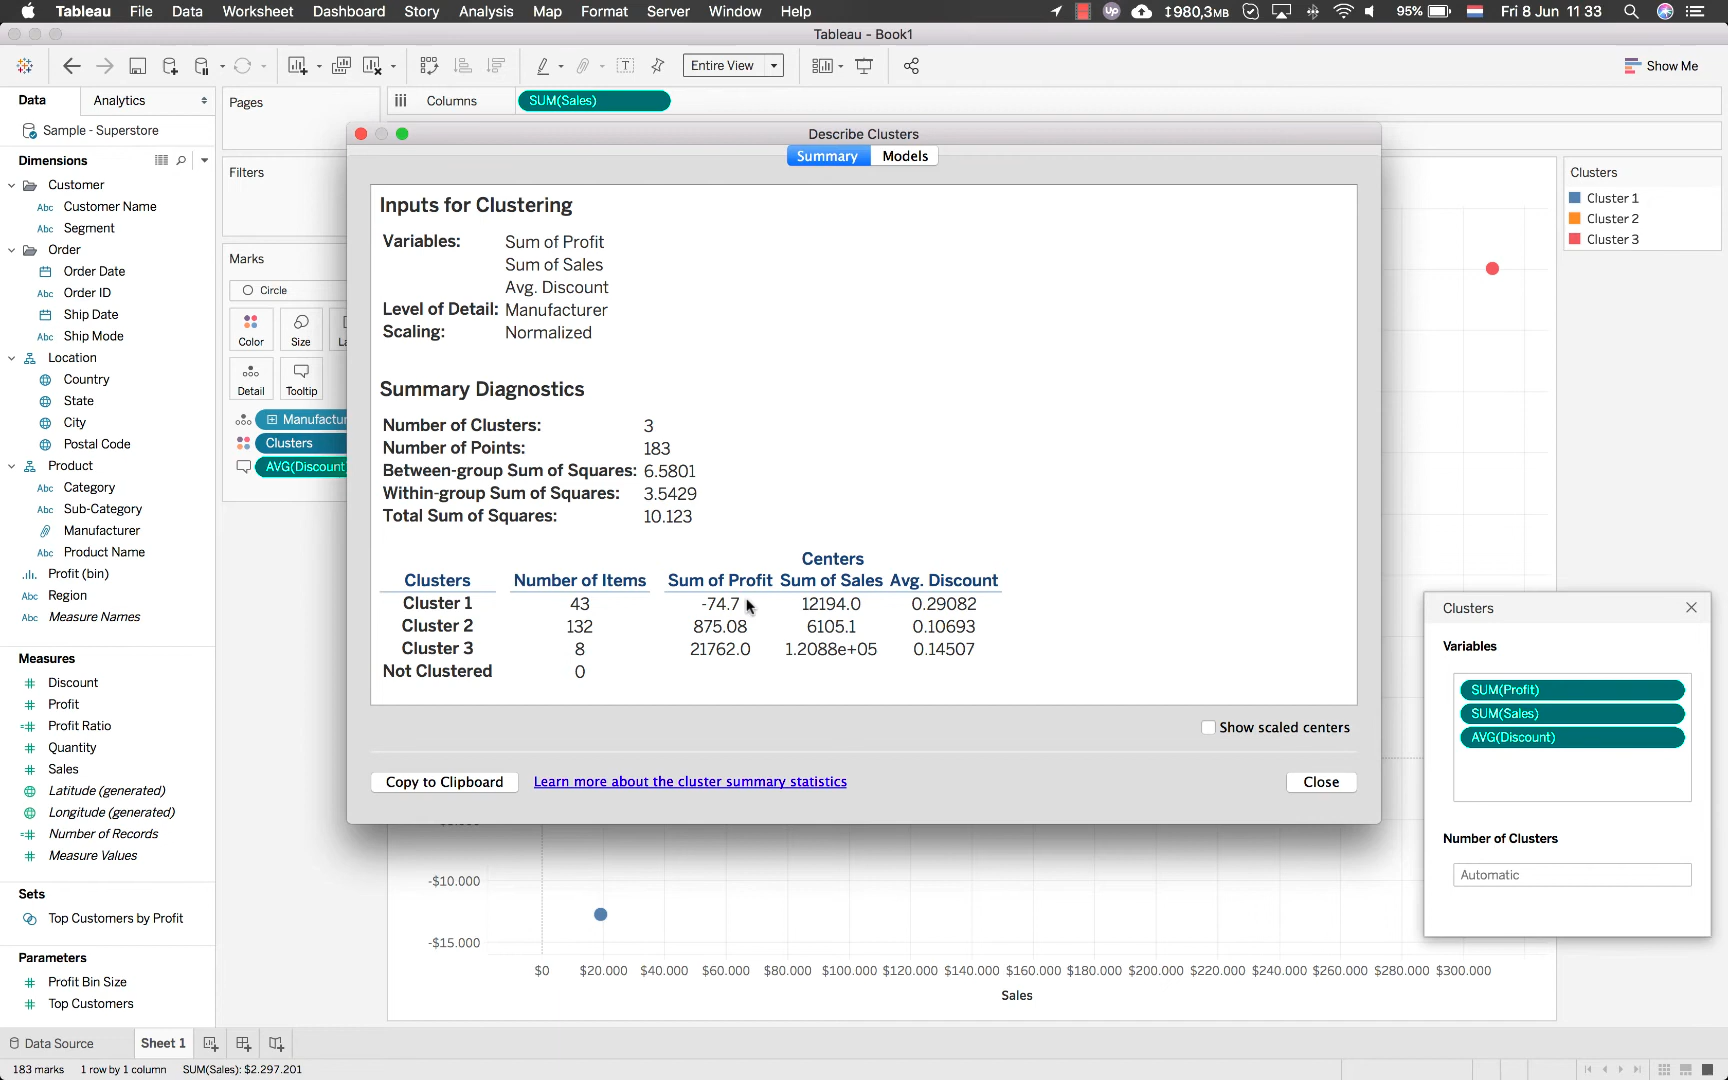 Tableau File Data Worksheet Dashboard Story Analysis Map Format Server Window Help
Up 980,3MB 95% Fri 8 Jun 11 33
Tableau - Book1
Entire View
Show Me
Data Analytics
Sample - Superstore
Dimensions
Customer
Abc Customer Name
Abc Segment
Order
Order Date
Abc Order ID
Ship Date
Abc Ship Mode
Location
Country
State
City
Postal Code
Product
Abc Category
Abc Sub-Category
Manufacturer
Abc Product Name
Profit (bin)
Abc Region
Abc Measure Names
Measures
# Discount
# Profit
=# Profit Ratio
# Quantity
# Sales
Latitude (generated)
Longitude (generated)
=# Number of Records
# Measure Values
Sets
Top Customers by Profit
Parameters
# Profit Bin Size
# Top Customers
Pages
Filters
Marks
Circle
Color Size
Detail Tooltip
Manufactur
Clusters
AVG(Discount
Columns SUM(Sales)
Describe Clusters
Summary Models
Inputs for Clustering
Variables: Sum of Profit
Sum of Sales
Avg. Discount
Level of Detail: Manufacturer
Scaling: Normalized
Summary Diagnostics
Number of Clusters: 3
Number of Points: 183
Between-group Sum of Squares: 6.5801
Within-group Sum of Squares: 3.5429
Total Sum of Squares: 10.123
Centers
Clusters Number of Items Sum of Profit Sum of Sales Avg. Discount
Cluster 1 43 -74.7 12194.0 0.29082
Cluster 2 132 875.08 6105.1 0.10693
Cluster 3 8 21762.0 1.2088e+05 0.14507
Not Clustered 0
Show scaled centers
Copy to Clipboard Learn more about the cluster summary statistics Close
-$10.000
-$15.000
$0 $20.000 $40.000 $60.000 $80.000 $100.000 $120.000 $140.000 $160.000 $180.000 $200.000 $220.000 $240.000 $260.000 $280.000 $300.000
Sales
Clusters
Cluster 1
Cluster 2
Cluster 3
Clusters
Variables
SUM(Profit)
SUM(Sales)
AVG(Discount)
Number of Clusters
Automatic
Data Source Sheet 1
183 marks 1 row by 1 column SUM(Sales): $2.297.201